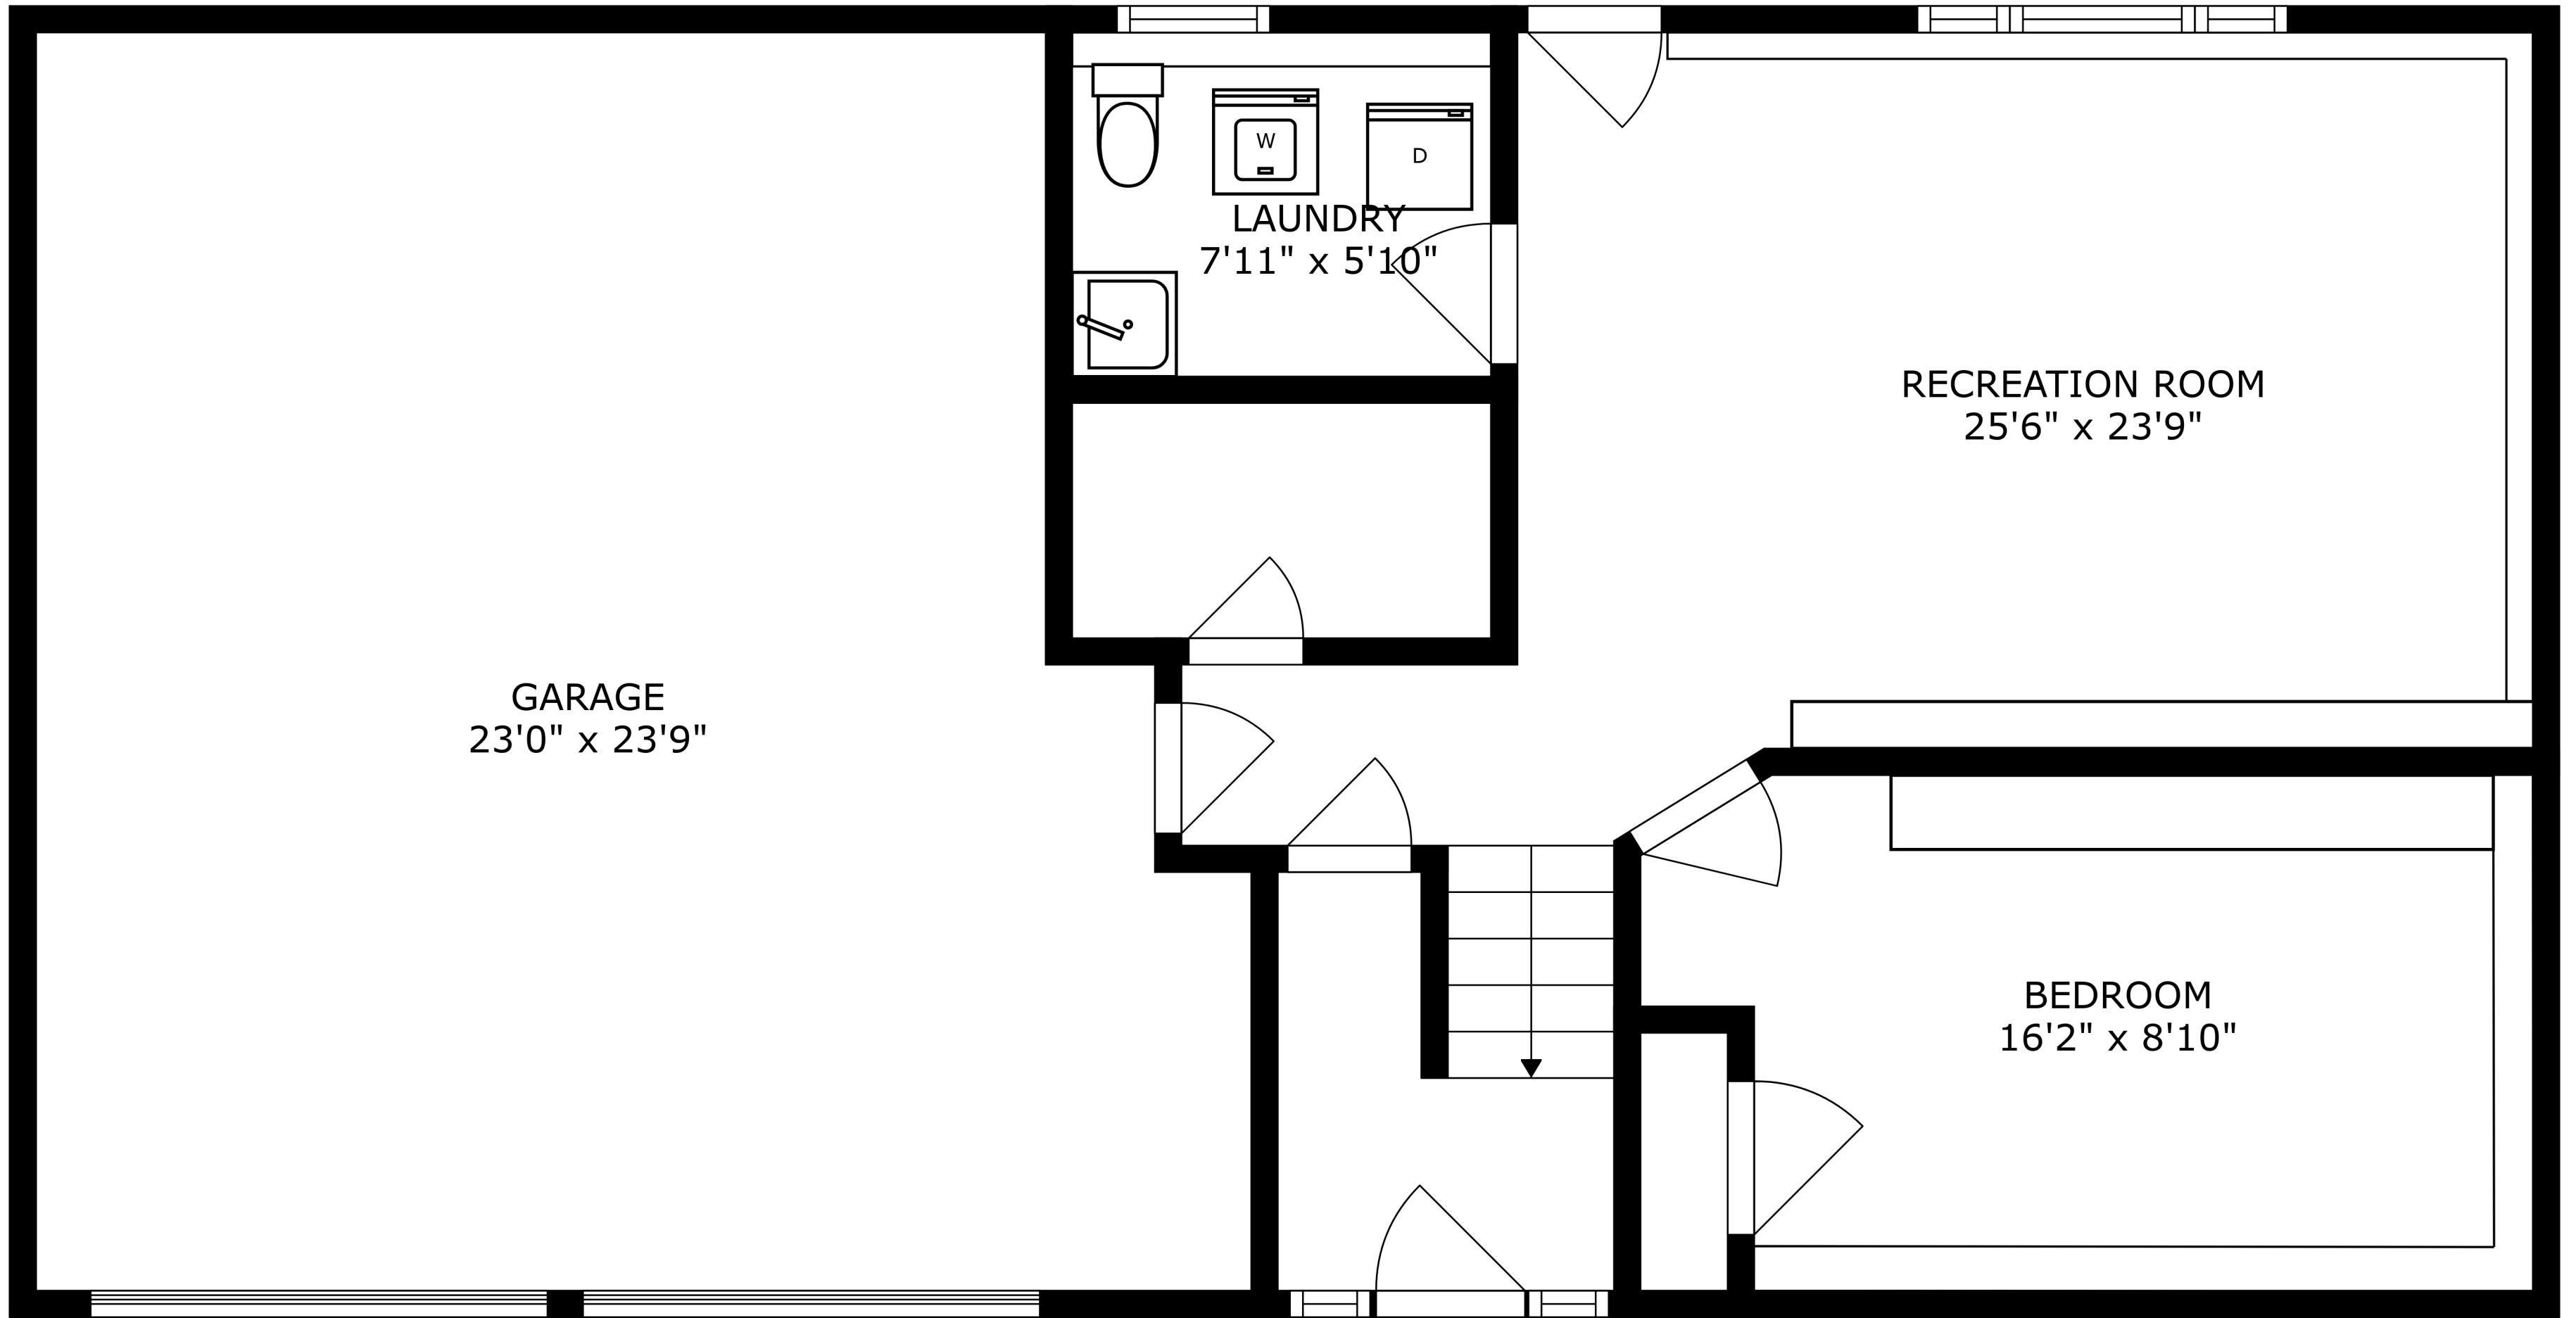 W
D
LAUNDRY
7'11" x 5'10"
RECREATION ROOM
25'6" x 23'9"
GARAGE
23'0" x 23'9"
BEDROOM
16'2" x 8'10"